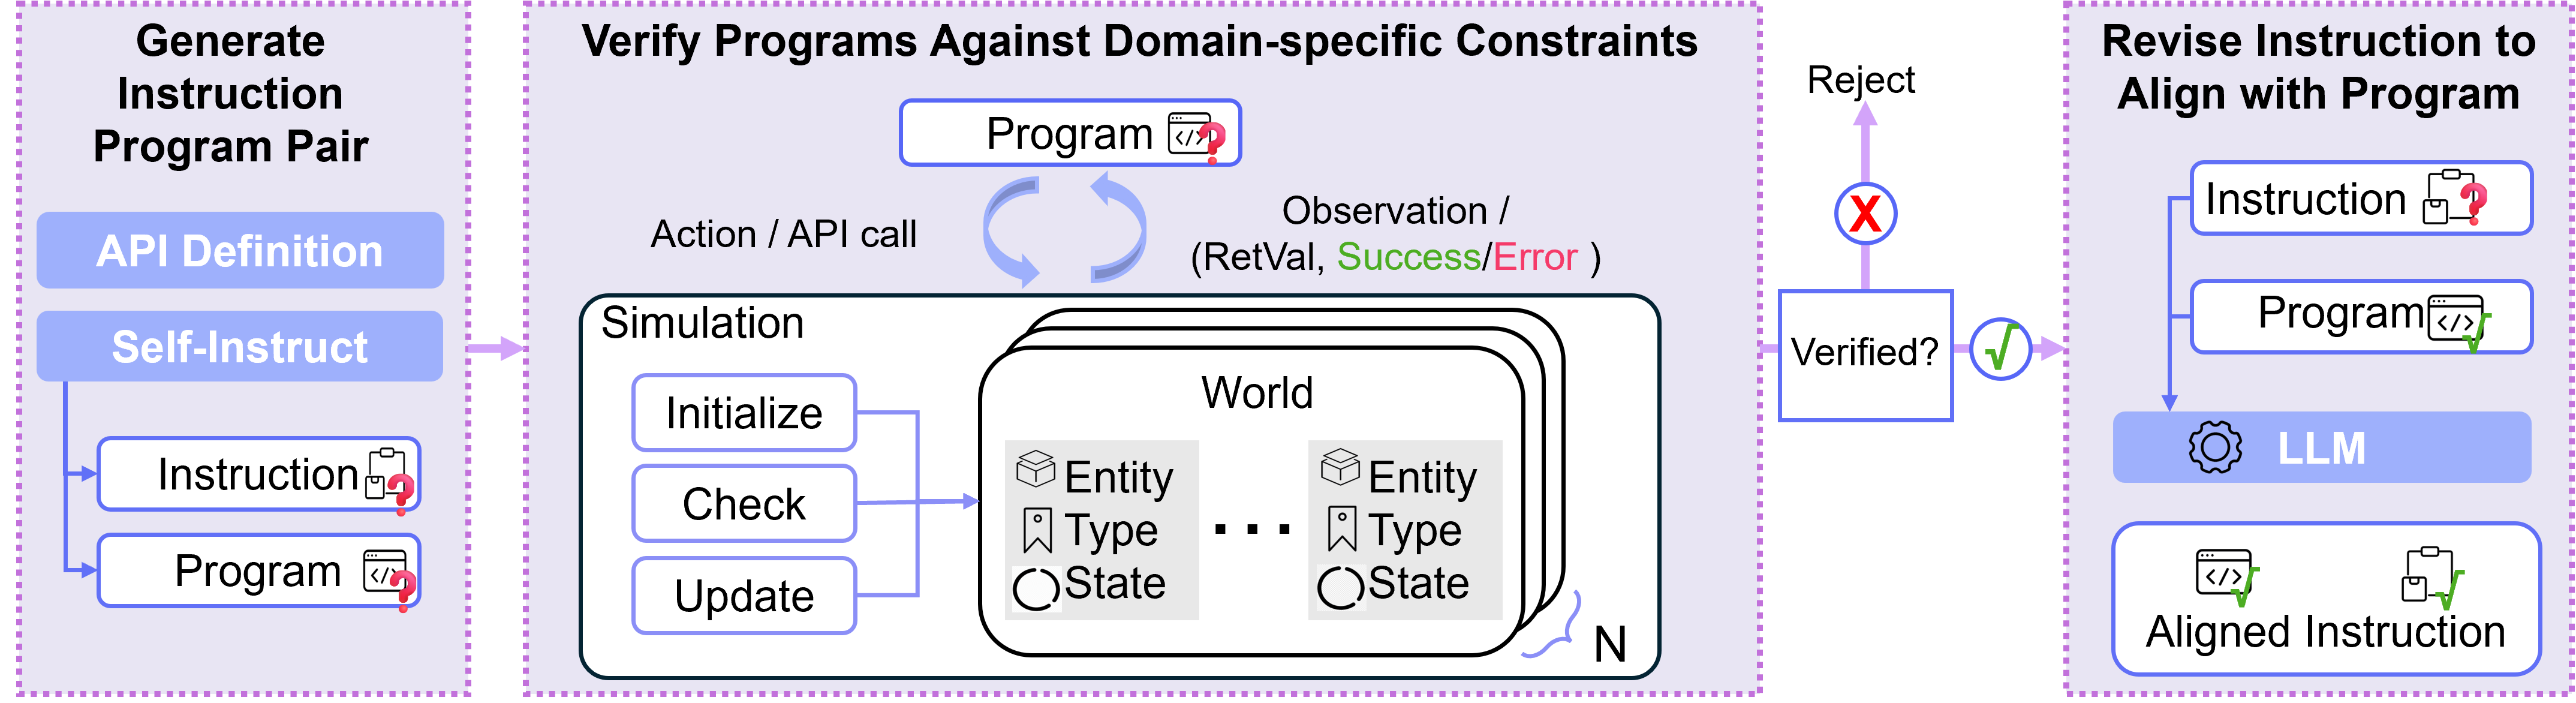 Generate
Instruction
Program Pair
API Definition
Self-Instruct
Instruction
Program
Verify Programs Against Domain-specific Constraints
Program
Action / API call
Observation /
(RetVal, Success/Error )
Simulation
Initialize
Check
Update
World
Entity
Type
State
...
Entity
Type
State
N
Reject
X
Verified?
√
Revise Instruction to
Align with Program
Instruction
Program
LLM
Aligned Instruction